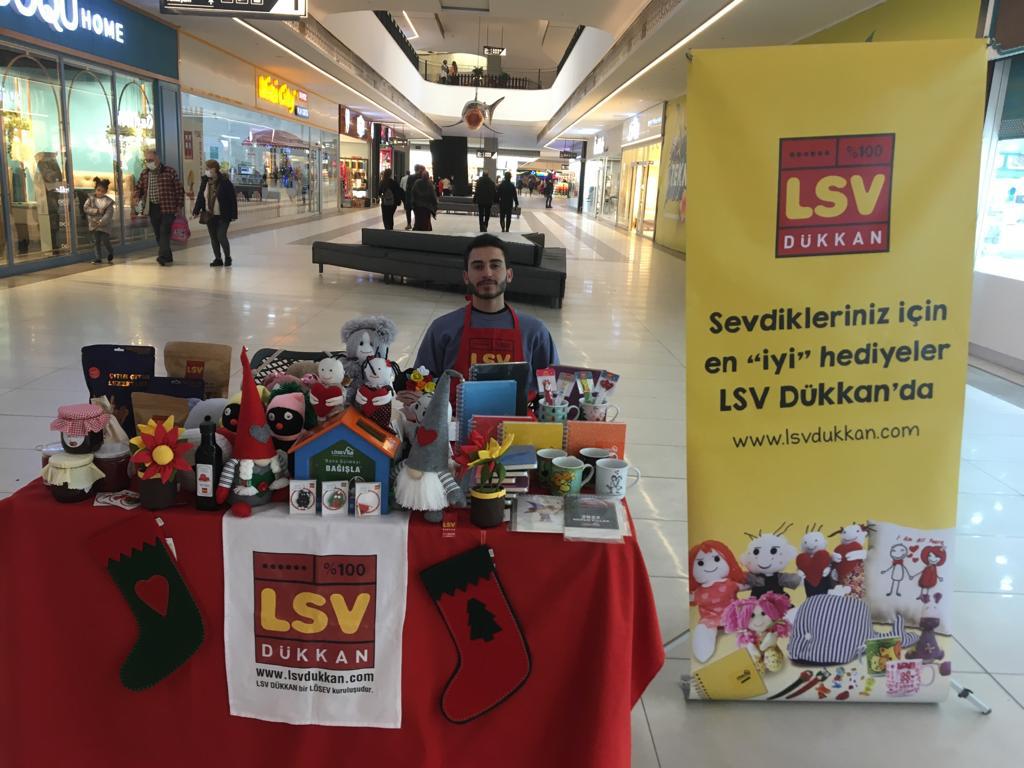 HOME
%100
LSV
DÜKKAN
Sevdikleriniz için
en “iyi” hediyeler
LSV Dükkan’da
www.lsvdukkan.com
LSV
LÖSEV
BAĞIŞLA
%100
LSV
DÜKKAN
www.lsvdukkan.com
LSV DÜKKAN bir LÖSEV kuruluşudur.